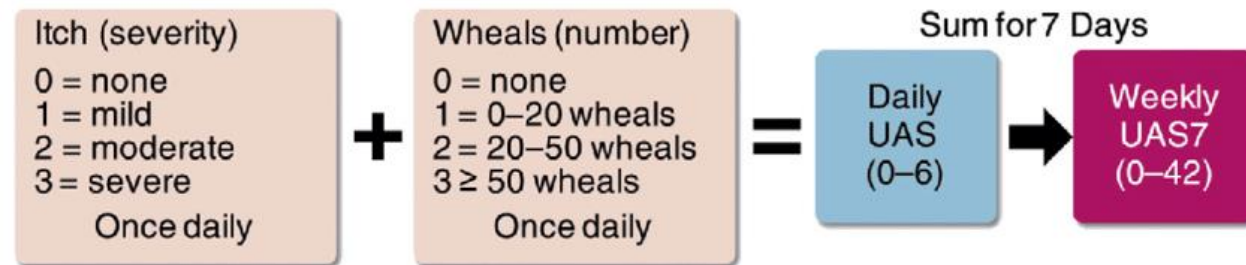 Itch (severity)
0 = none
1 = mild
2 = moderate
3 = severe
Once daily
+
Wheals (number)
0 = none
1 = 0–20 wheals
2 = 20–50 wheals
3 ≥ 50 wheals
Once daily
=
Sum for 7 Days
Daily
UAS
(0–6)
Weekly
UAS7
(0–42)